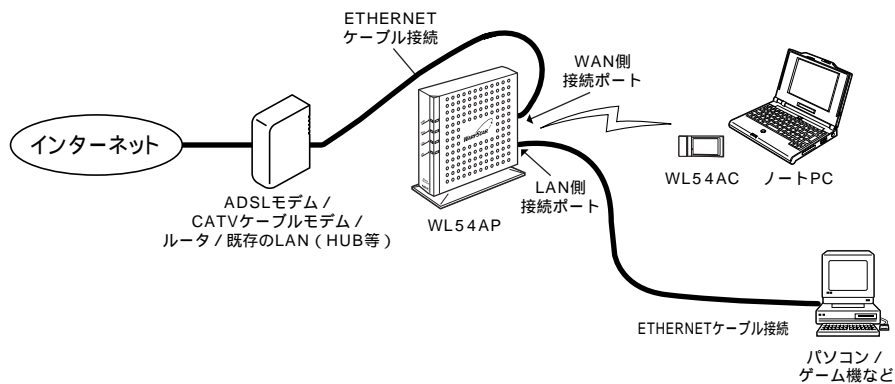 ETHERNET
ケーブル接続
WAN側
接続ポート
インターネット
WARPSTAR
WL54AC
ノートPC
ADSLモデム /
CATVケーブルモデム /
ルータ / 既存のLAN（HUB等）
LAN側
接続ポート
WL54AP
ETHERNETケーブル接続
パソコン /
ゲーム機など